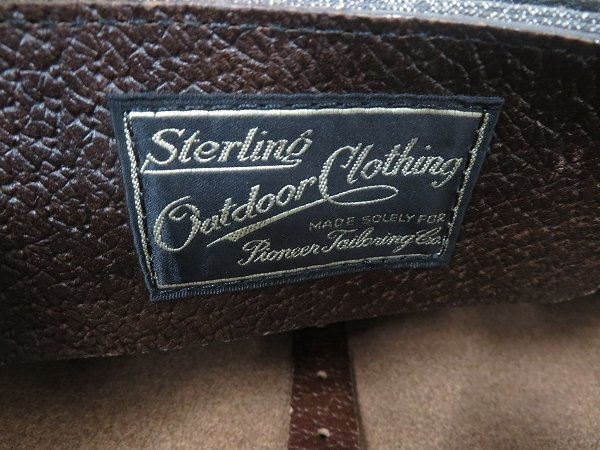 Sterling
Outdoor Clothing
MADE SOLELY FOR
Pioneer Tailoring Co.